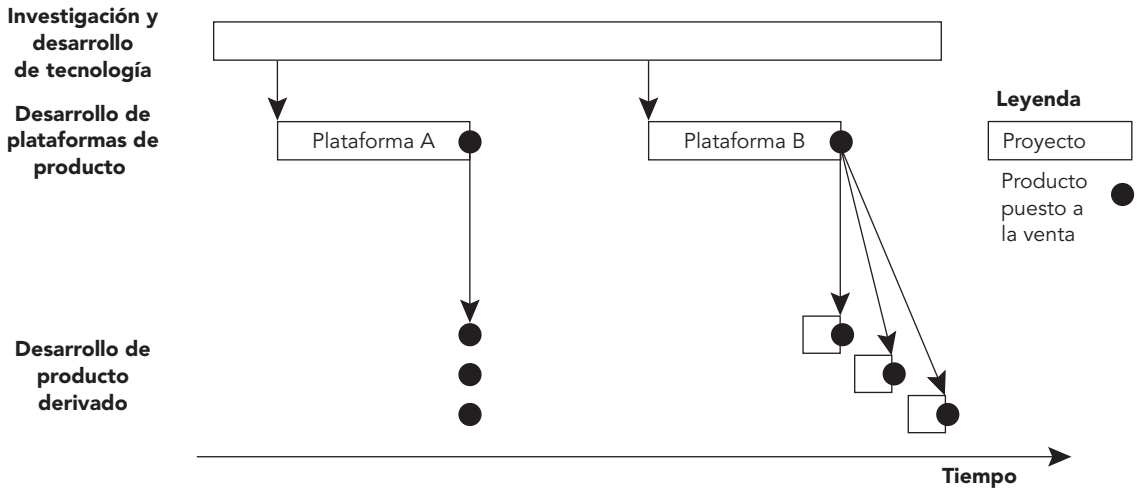 Investigación y
desarrollo
de tecnología
Desarrollo de
plataformas de
producto
Plataforma A
Plataforma B
Leyenda
Proyecto
Producto
puesto a
la venta
Desarrollo de
producto
derivado
Tiempo